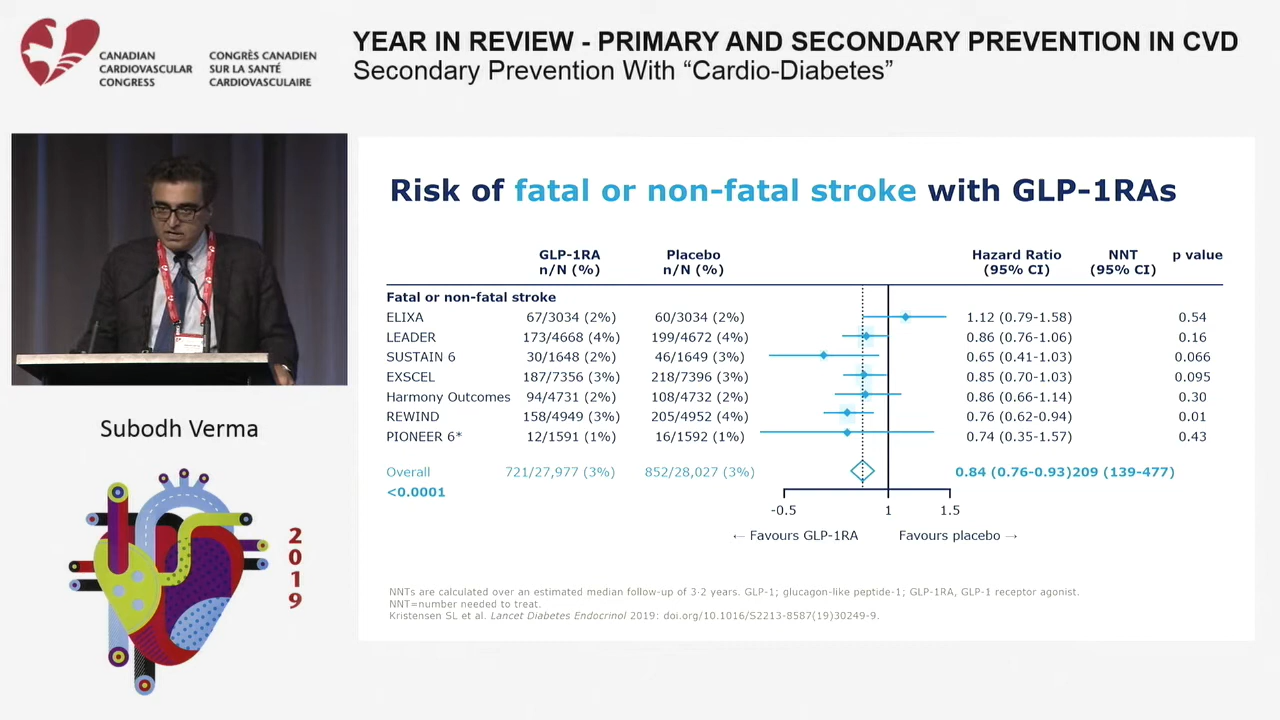 CANADIAN
CARDIOVASCULAR
CONGRESS
CONGRÈS CANADIEN
SUR LA SANTÉ
CARDIOVASCULAIRE
YEAR IN REVIEW - PRIMARY AND SECONDARY PREVENTION IN CVD
Secondary Prevention With “Cardio-Diabetes”
Subodh Verma
2019
Risk of fatal or non-fatal stroke with GLP-1RAs
GLP-1RA Placebo Hazard Ratio NNT p value
n/N (%) n/N (%) (95% CI) (95% CI)
Fatal or non-fatal stroke
ELIXA 67/3034 (2%) 60/3034 (2%) 1.12 (0.79-1.58) 0.54
LEADER 173/4668 (4%) 199/4672 (4%) 0.86 (0.76-1.06) 0.16
SUSTAIN 6 30/1648 (2%) 46/1649 (3%) 0.65 (0.41-1.03) 0.066
EXSCEL 187/7356 (3%) 218/7396 (3%) 0.85 (0.70-1.03) 0.095
Harmony Outcomes 94/4731 (2%) 108/4732 (2%) 0.86 (0.66-1.14) 0.30
REWIND 158/4949 (3%) 205/4952 (4%) 0.76 (0.62-0.94) 0.01
PIONEER 6* 12/1591 (1%) 16/1592 (1%) 0.74 (0.35-1.57) 0.43
Overall 721/27,977 (3%) 852/28,027 (3%) 0.84 (0.76-0.93)209 (139-477)
<0.0001
-0.5 1 1.5
← Favours GLP-1RA Favours placebo →
NNTs are calculated over an estimated median follow-up of 3·2 years. GLP-1; glucagon-like peptide-1; GLP-1RA, GLP-1 receptor agonist.
NNT=number needed to treat.
Kristensen SL et al. Lancet Diabetes Endocrinol 2019: doi.org/10.1016/S2213-8587(19)30249-9.